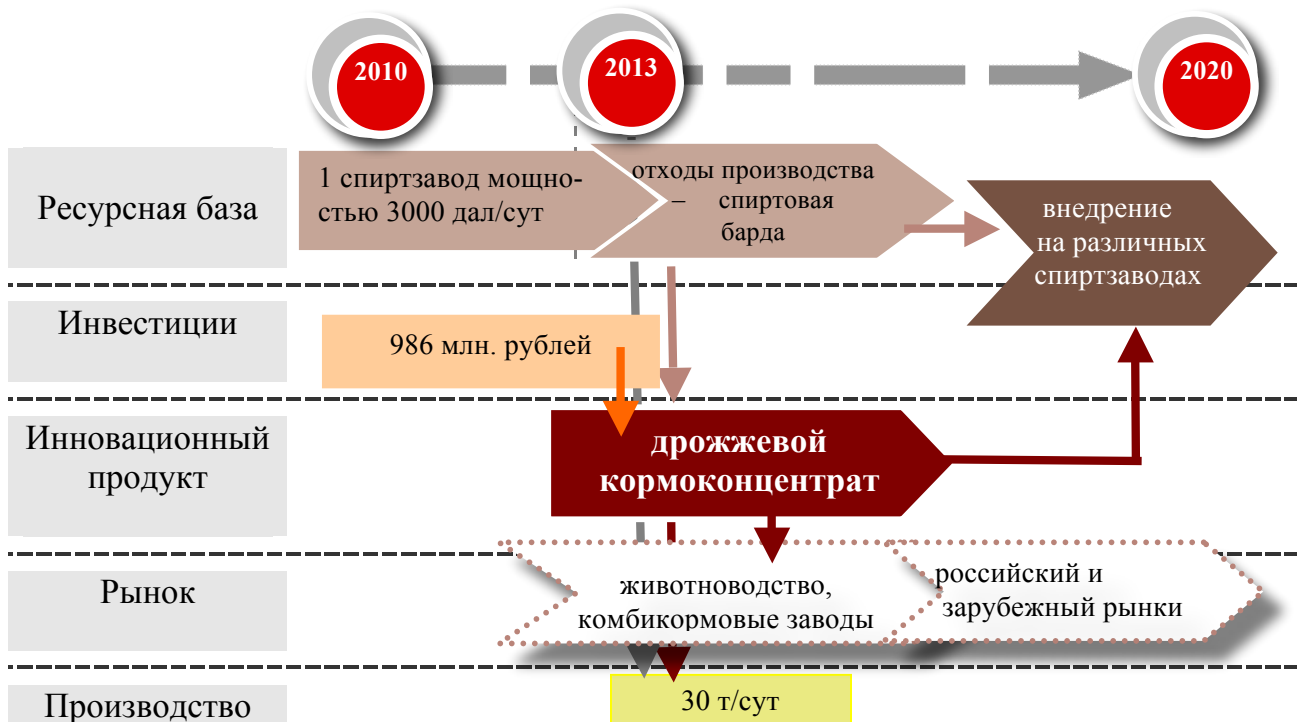 2010
2013
2020
Ресурсная база
1 спиртзавод мощно-
стью 3000 дал/сут
отходы производства
– спиртовая
барда
внедрение
на различных
спиртзаводах
Инвестиции
986 млн. рублей
Инновационный
продукт
дрожжевой
кормоконцентрат
Рынок
животноводство,
комбикормовые заводы
российский и
зарубежный рынки
Производство
30 т/сут